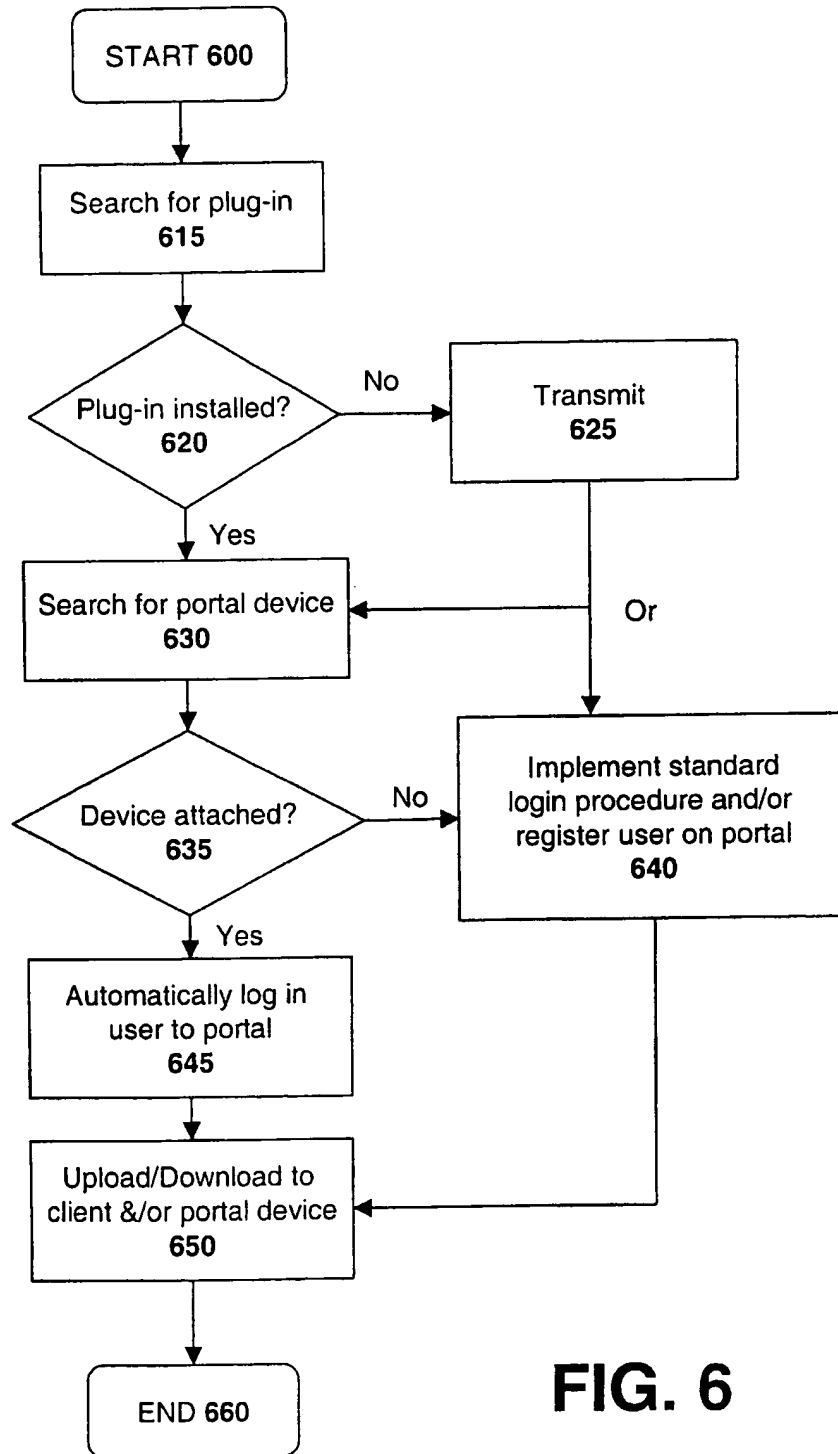 START 600
Search for plug-in
615
Plug-in installed?
620
No
Transmit
625
Yes
Search for portal device
630
Or
Device attached?
635
No
Implement standard
login procedure and/or
register user on portal
640
Yes
Automatically log in
user to portal
645
Upload/Download to
client &/or portal device
650
END 660
FIG. 6